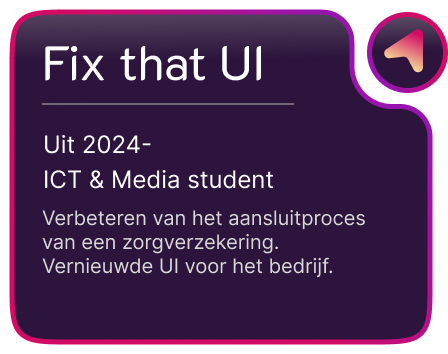 Fix that UI
Uit 2024-
ICT & Media student
Verbeteren van het aansluitproces
van een zorgverzekering.
Vernieuwde UI voor het bedrijf.